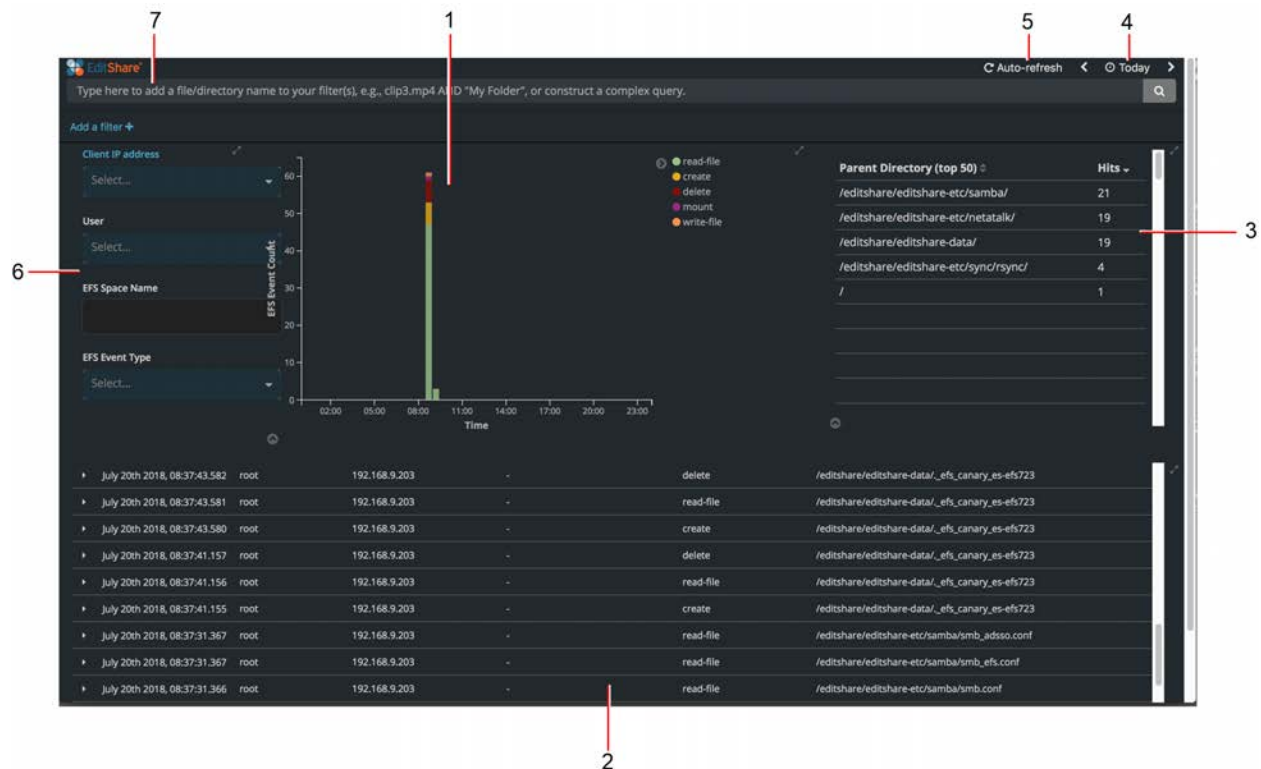 7
1
5
4
EditShare
Auto-refresh
Today
Type here to add a file/directory name to your filter(s), e.g., clip3.mp4 AND "My Folder", or construct a complex query.
Add a filter +
Client IP address
Select...
User
Select...
EFS Space Name
EFS Event Type
Select...
6
EFS Event Count
60
50
40
30
20
10
0
02:00 05:00 08:00 11:00 14:00 17:00 20:00 23:00
Time
read-file
create
delete
mount
write-file
Parent Directory (top 50) Hits
/editshare/editshare-etc/samba/ 21
/editshare/editshare-etc/netatalk/ 19
/editshare/editshare-data/ 19
/editshare/editshare-etc/sync/rsync/ 4
/ 1
3
July 20th 2018, 08:37:43.582 root 192.168.9.203 - delete /editshare/editshare-data/._efs_canary_es-efs723
July 20th 2018, 08:37:43.581 root 192.168.9.203 - read-file /editshare/editshare-data/._efs_canary_es-efs723
July 20th 2018, 08:37:43.580 root 192.168.9.203 - create /editshare/editshare-data/._efs_canary_es-efs723
July 20th 2018, 08:37:41.157 root 192.168.9.203 - delete /editshare/editshare-data/._efs_canary_es-efs723
July 20th 2018, 08:37:41.156 root 192.168.9.203 - read-file /editshare/editshare-data/._efs_canary_es-efs723
July 20th 2018, 08:37:41.155 root 192.168.9.203 - create /editshare/editshare-data/._efs_canary_es-efs723
July 20th 2018, 08:37:31.367 root 192.168.9.203 - read-file /editshare/editshare-etc/samba/smb_adsso.conf
July 20th 2018, 08:37:31.367 root 192.168.9.203 - read-file /editshare/editshare-etc/samba/smb_efs.conf
July 20th 2018, 08:37:31.366 root 192.168.9.203 - read-file /editshare/editshare-etc/samba/smb.conf
2